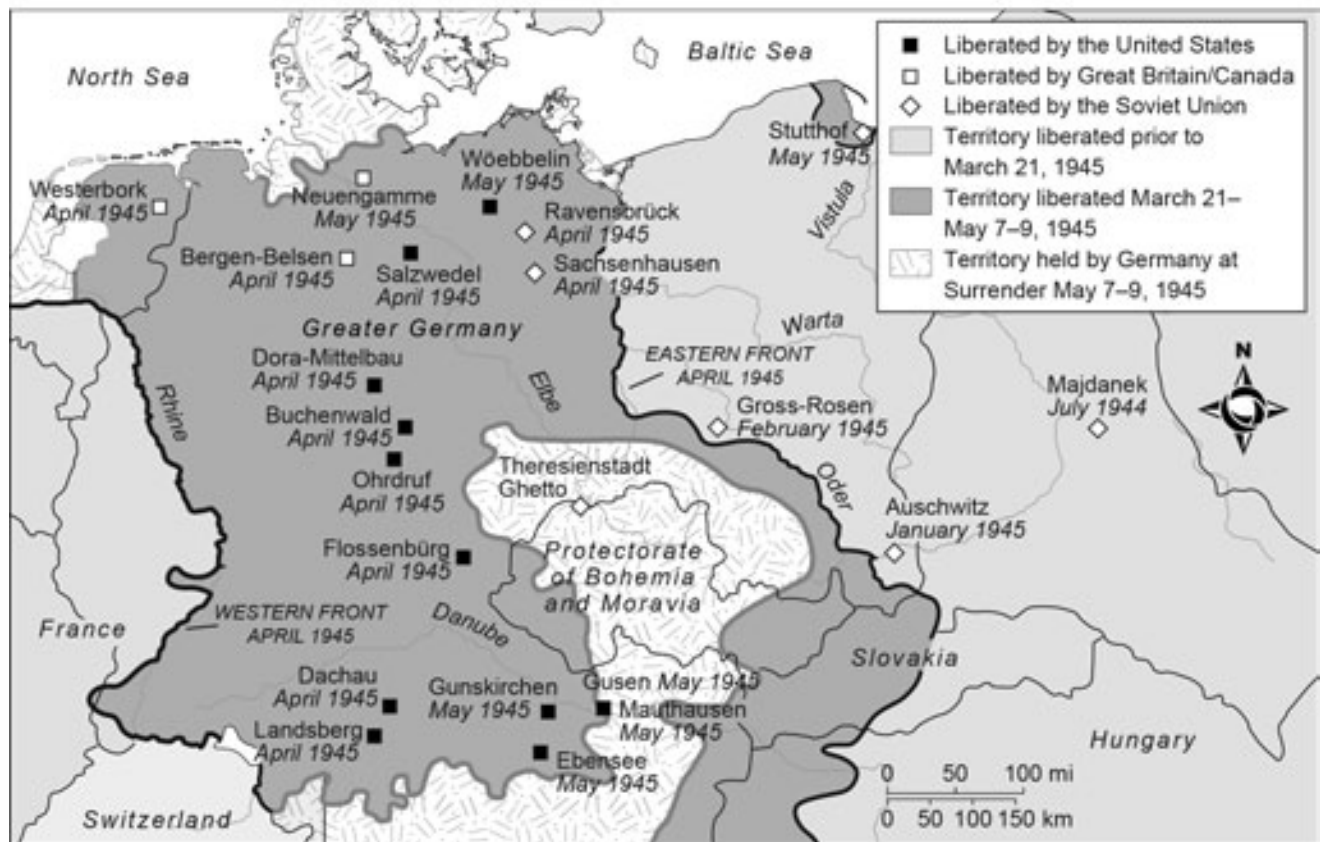 North Sea
Baltic Sea
Liberated by the United States
Liberated by Great Britain/Canada
Liberated by the Soviet Union
Territory liberated prior to
March 21, 1945
Territory liberated March 21–
May 7–9, 1945
Territory held by Germany at
Surrender May 7–9, 1945
Stutthof
May 1945
Wöebbelin
May 1945
Westerbork
April 1945
Neuengamme
May 1945
Ravensbrück
April 1945
Vistula
Bergen-Belsen
April 1945
Salzwedel
April 1945
Sachsenhausen
April 1945
Greater Germany
Warta
Dora-Mittelbau
April 1945
EASTERN FRONT
APRIL 1945
Elbe
Rhine
Majdanek
July 1944
N
Buchenwald
April 1945
Gross-Rosen
February 1945
Ohrdruf
April 1945
Theresienstadt
Ghetto
Oder
Auschwitz
January 1945
Flossenbürg
April 1945
Protectorate
of Bohemia
and Moravia
France
WESTERN FRONT
APRIL 1945
Danube
Slovakia
Dachau
April 1945
Gunskirchen
May 1945
Gusen May 1945
Mauthausen
May 1945
Landsberg
April 1945
Ebensee
May 1945
Hungary
Switzerland
0 50 100 mi
0 50 100 150 km